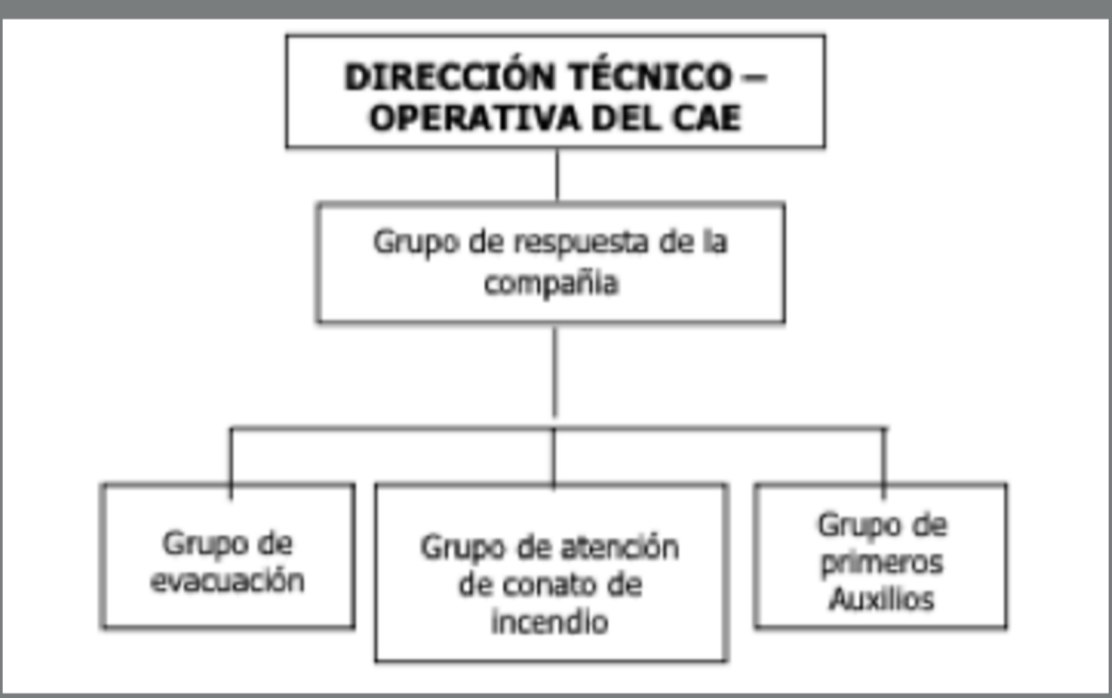 DIRECCIÓN TÉCNICO –
OPERATIVA DEL CAE
Grupo de respuesta de la
compañia
Grupo de
evacuación
Grupo de atención
de conato de
incendio
Grupo de
primeros
Auxilios